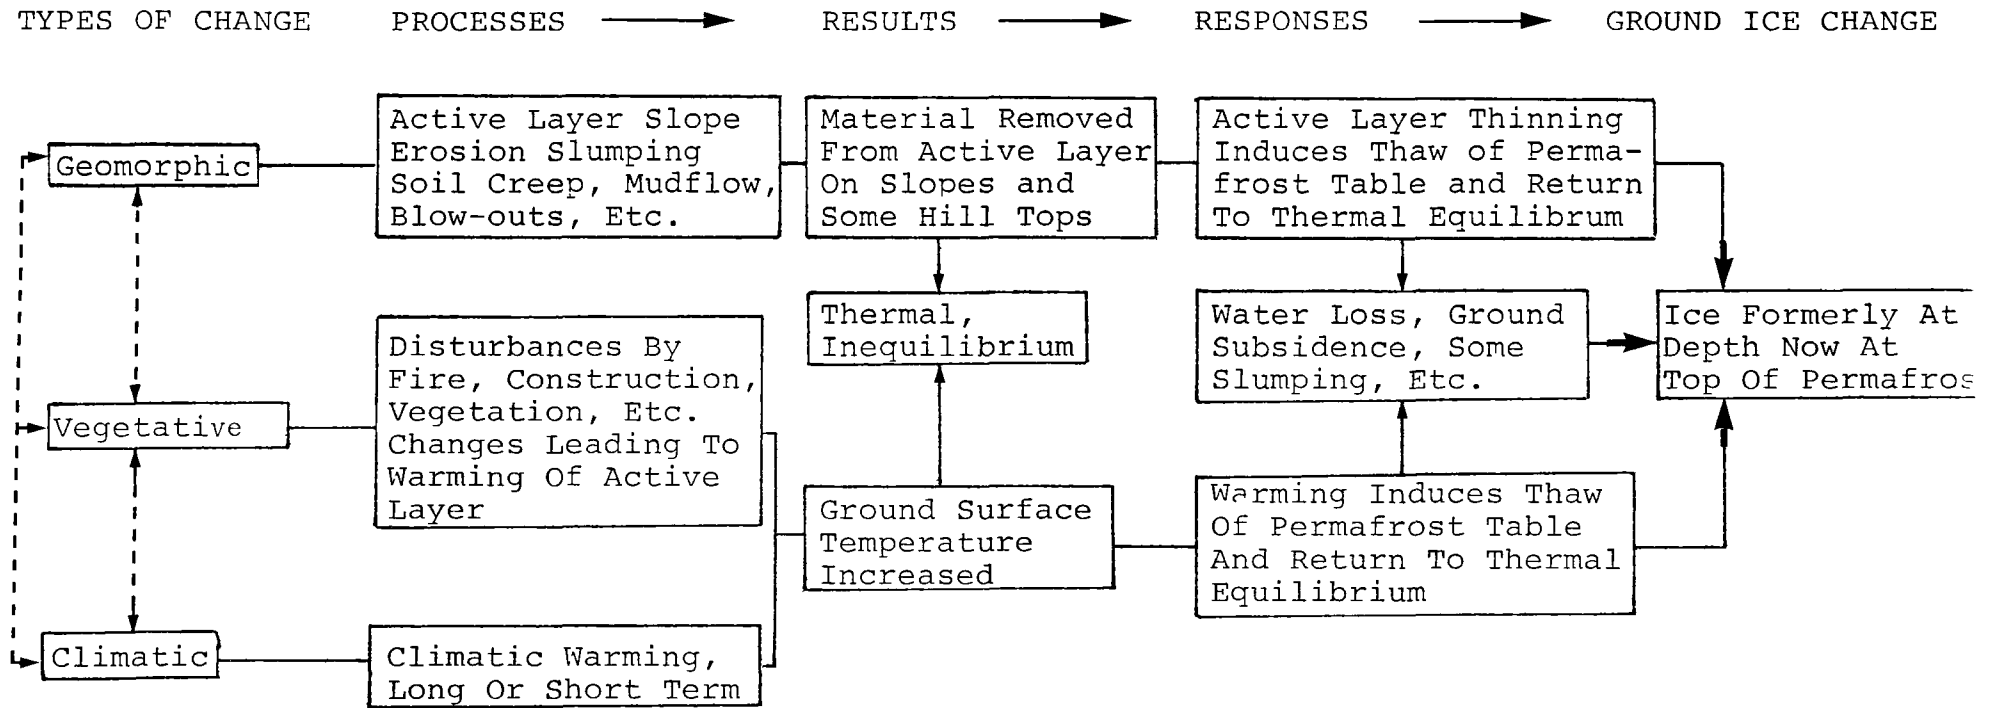 TYPES OF CHANGE PROCESSES RESULTS RESPONSES GROUND ICE CHANGE
Geomorphic
Active Layer Slope
Erosion Slumping
Soil Creep, Mudflow,
Blow-outs, Etc.
Material Removed
From Active Layer
On Slopes and
Some Hill Tops
Active Layer Thinning
Induces Thaw of Perma-
frost Table and Return
To Thermal Equilibrum
Thermal,
Inequilibrium
Water Loss, Ground
Subsidence, Some
Slumping, Etc.
Ice Formerly At
Depth Now At
Top Of Permafros
Vegetative
Disturbances By
Fire, Construction,
Vegetation, Etc.
Changes Leading To
Warming Of Active
Layer
Ground Surface
Temperature
Increased
Warming Induces Thaw
Of Permafrost Table
And Return To Thermal
Equilibrium
Climatic
Climatic Warming,
Long Or Short Term